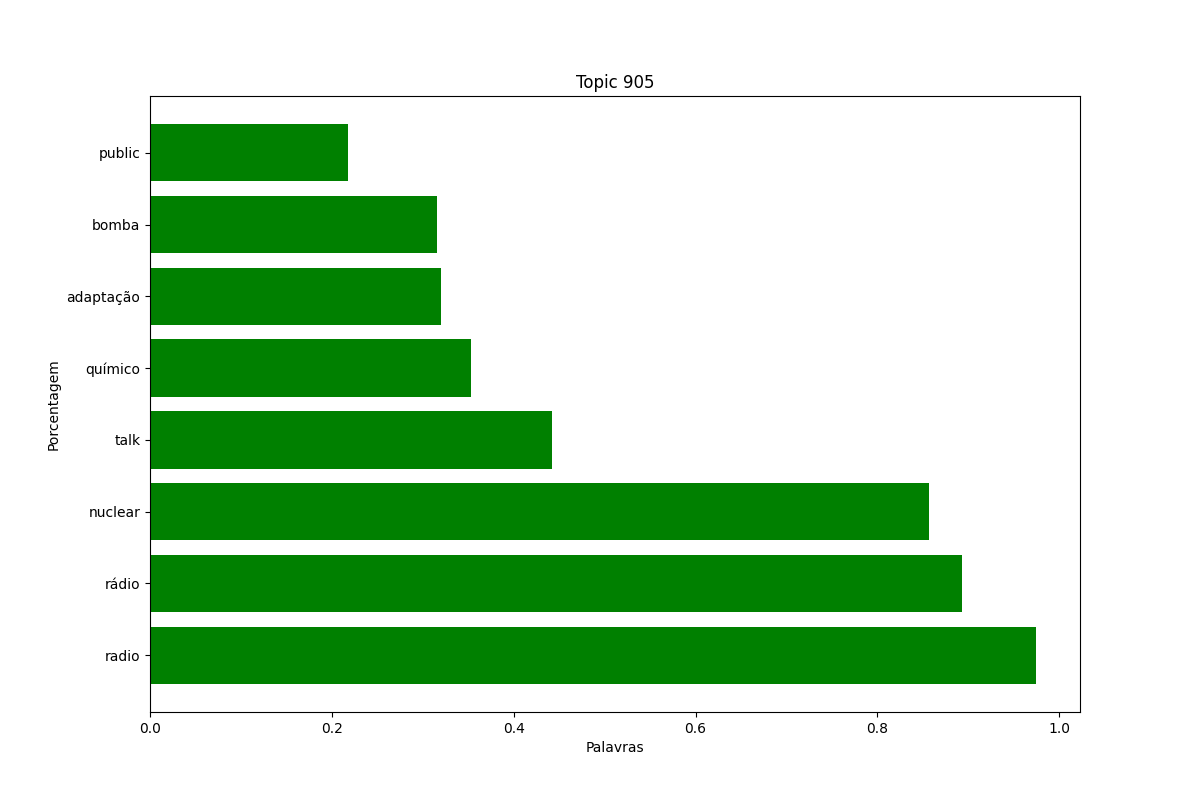 Topic 905
public
bomba
adaptação
químico
talk
nuclear
rádio
radio
Porcentagem
0.0 0.2 0.4 0.6 0.8 1.0
Palavras